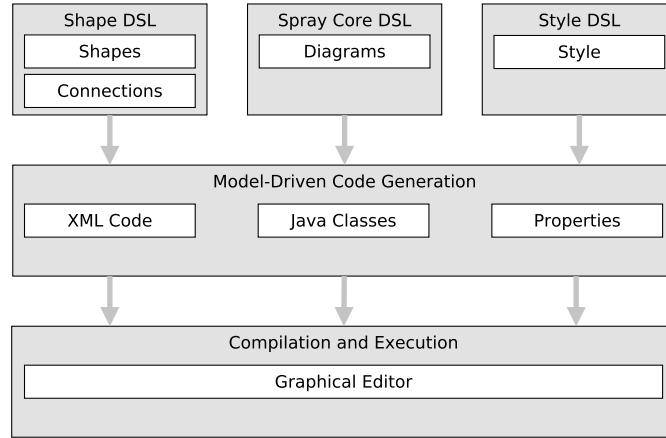 Shape DSL
Shapes
Connections
Spray Core DSL
Diagrams
Style DSL
Style
Model-Driven Code Generation
XML Code
Java Classes
Properties
Compilation and Execution
Graphical Editor